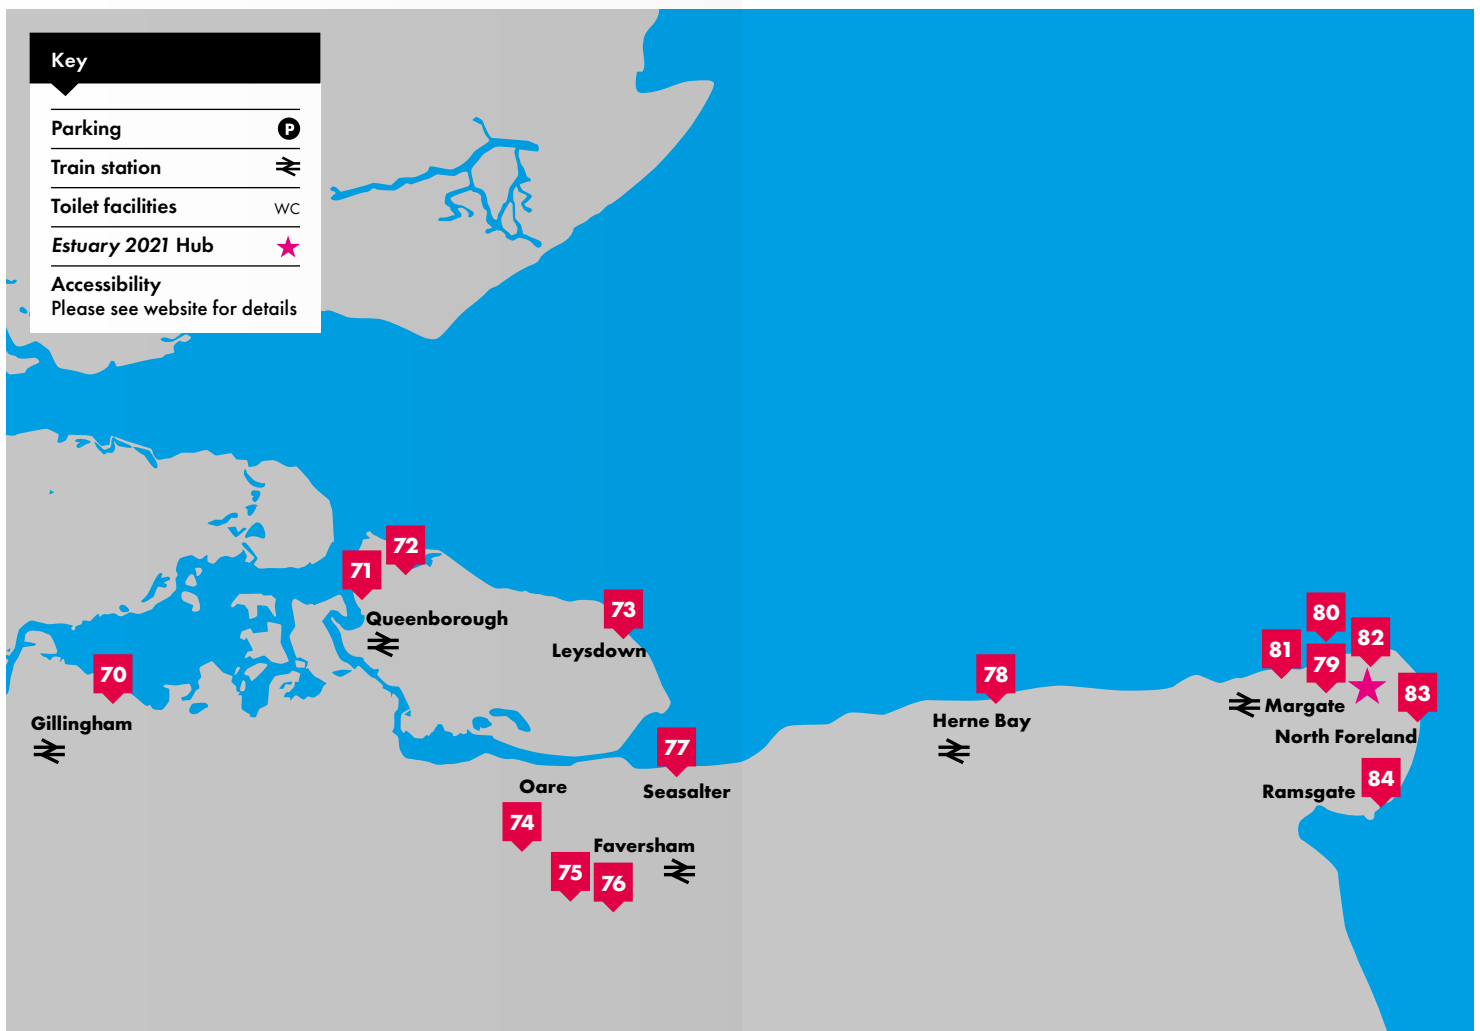 Key
Parking P
Train station
Toilet facilities WC
Estuary 2021 Hub
Accessibility
Please see website for details
72
71
Queenborough
73
Leysdown
70
Gillingham
80
82
81
79
78
83
Margate
Herne Bay
North Foreland
77
Seasalter
84
Ramsgate
Oare
74
Faversham
75
76